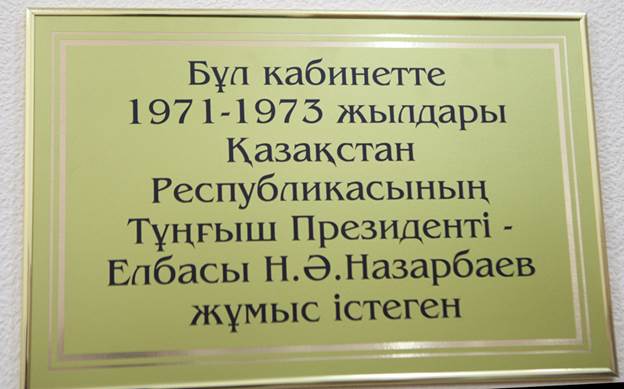 Бұл кабинетте
1971-1973 жылдары
Қазақстан
Республикасының
Тұңғыш Президенті -
Елбасы Н.Ә.Назарбаев
жұмыс істеген